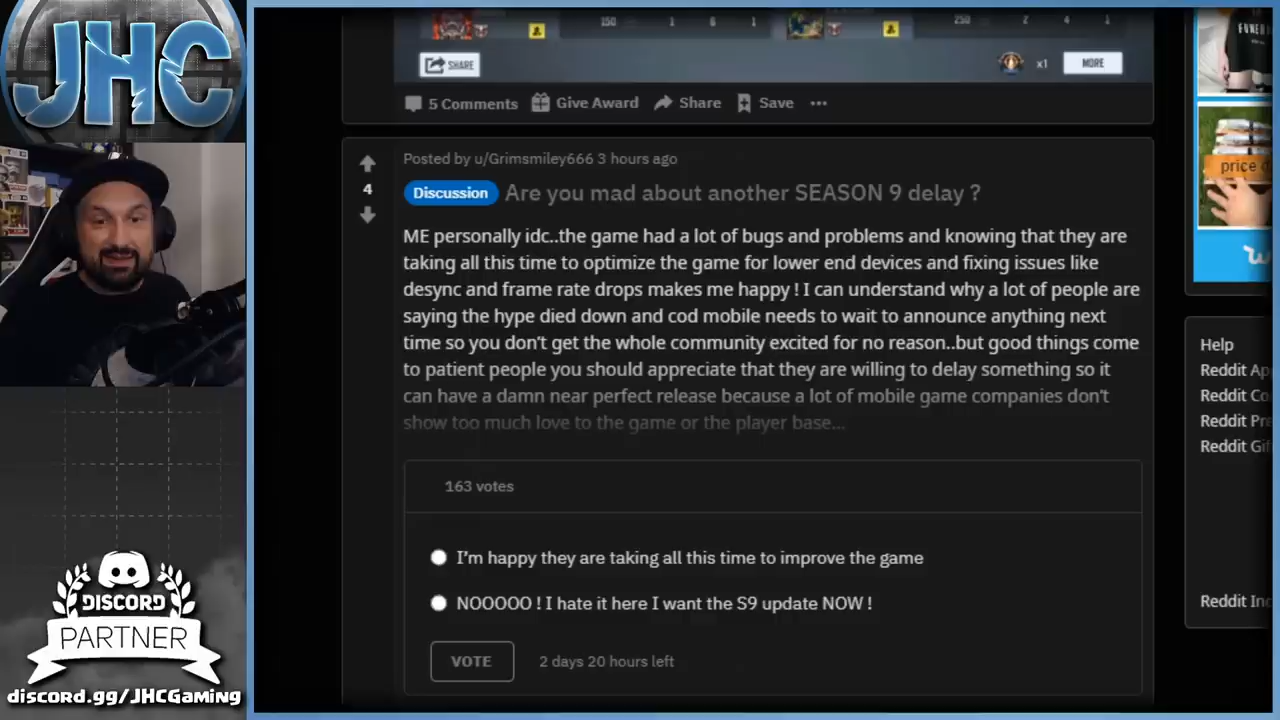 JHC
150 1 6 1
250 2 4 1
SHARE
x1
MORE
5 Comments Give Award Share Save
Posted by u/Grimsmiley666 3 hours ago
4
Discussion Are you mad about another SEASON 9 delay ?
ME personally idc..the game had a lot of bugs and problems and knowing that they are
taking all this time to optimize the game for lower end devices and fixing issues like
desync and frame rate drops makes me happy ! I can understand why a lot of people are
saying the hype died down and cod mobile needs to wait to announce anything next
time so you don't get the whole community excited for no reason..but good things come
to patient people you should appreciate that they are willing to delay something so it
can have a damn near perfect release because a lot of mobile game companies don't
show too much love to the game or the player base...
163 votes
I'm happy they are taking all this time to improve the game
NOOOOO ! I hate it here I want the S9 update NOW !
VOTE 2 days 20 hours left
price
Help
Reddit Ap
Reddit Co
Reddit Pre
Reddit Gif
Reddit Inc
DISCORD
PARTNER
discord.gg/JHCGaming